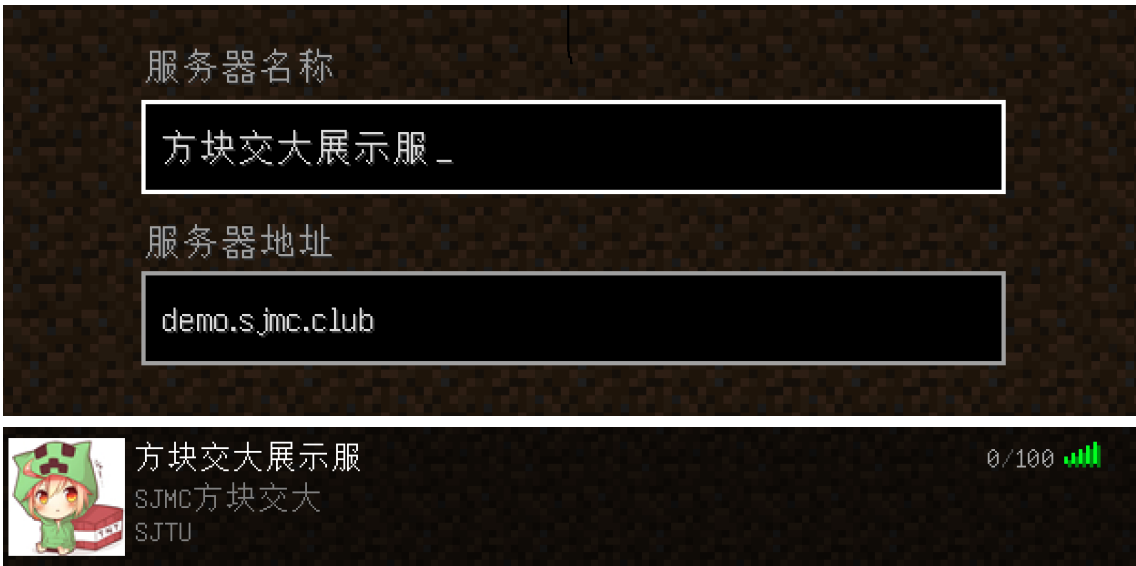 服务器名称
方块交大展示服_
服务器地址
demo.sjmc.club
方块交大展示服
0/100
SJMC方块交大
SJTU
TNT